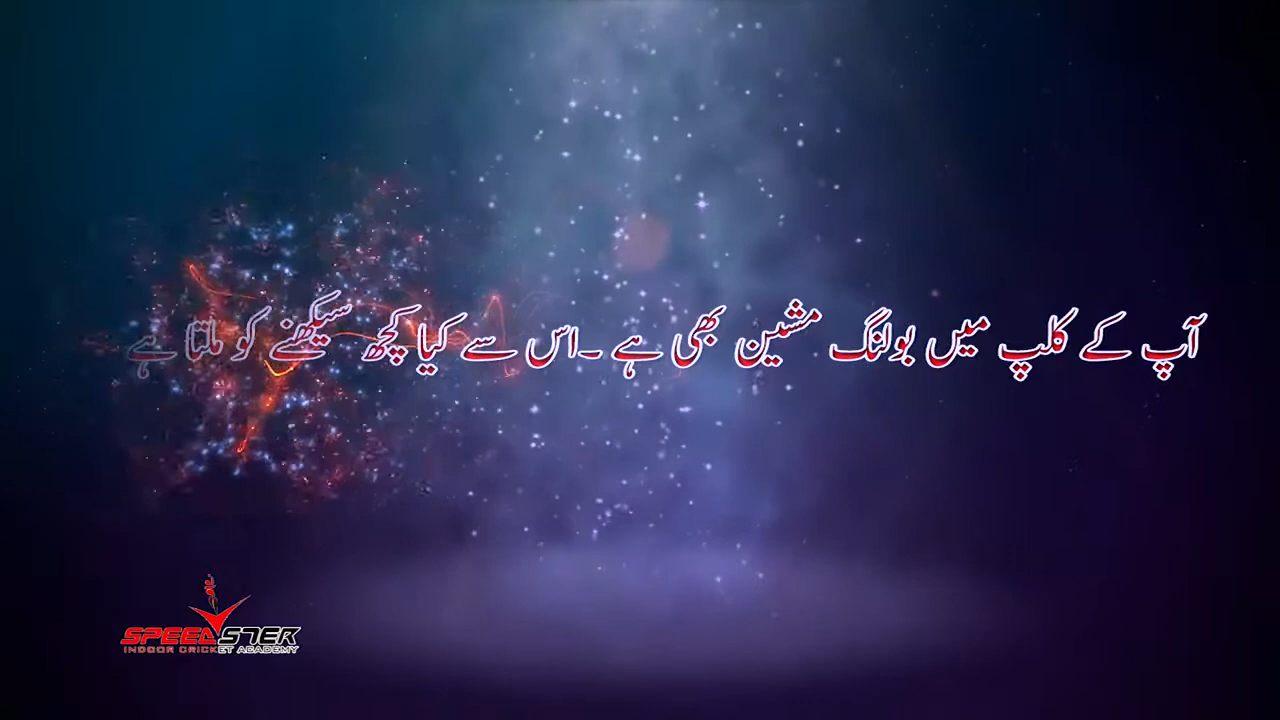 آپ کے کلپ میں بولنگ مشین بھی ہے ۔اس سے کیا کچھ سیکھنے کو ملتا ہے
SPEEDSTER
INDOOR CRICKET ACADEMY